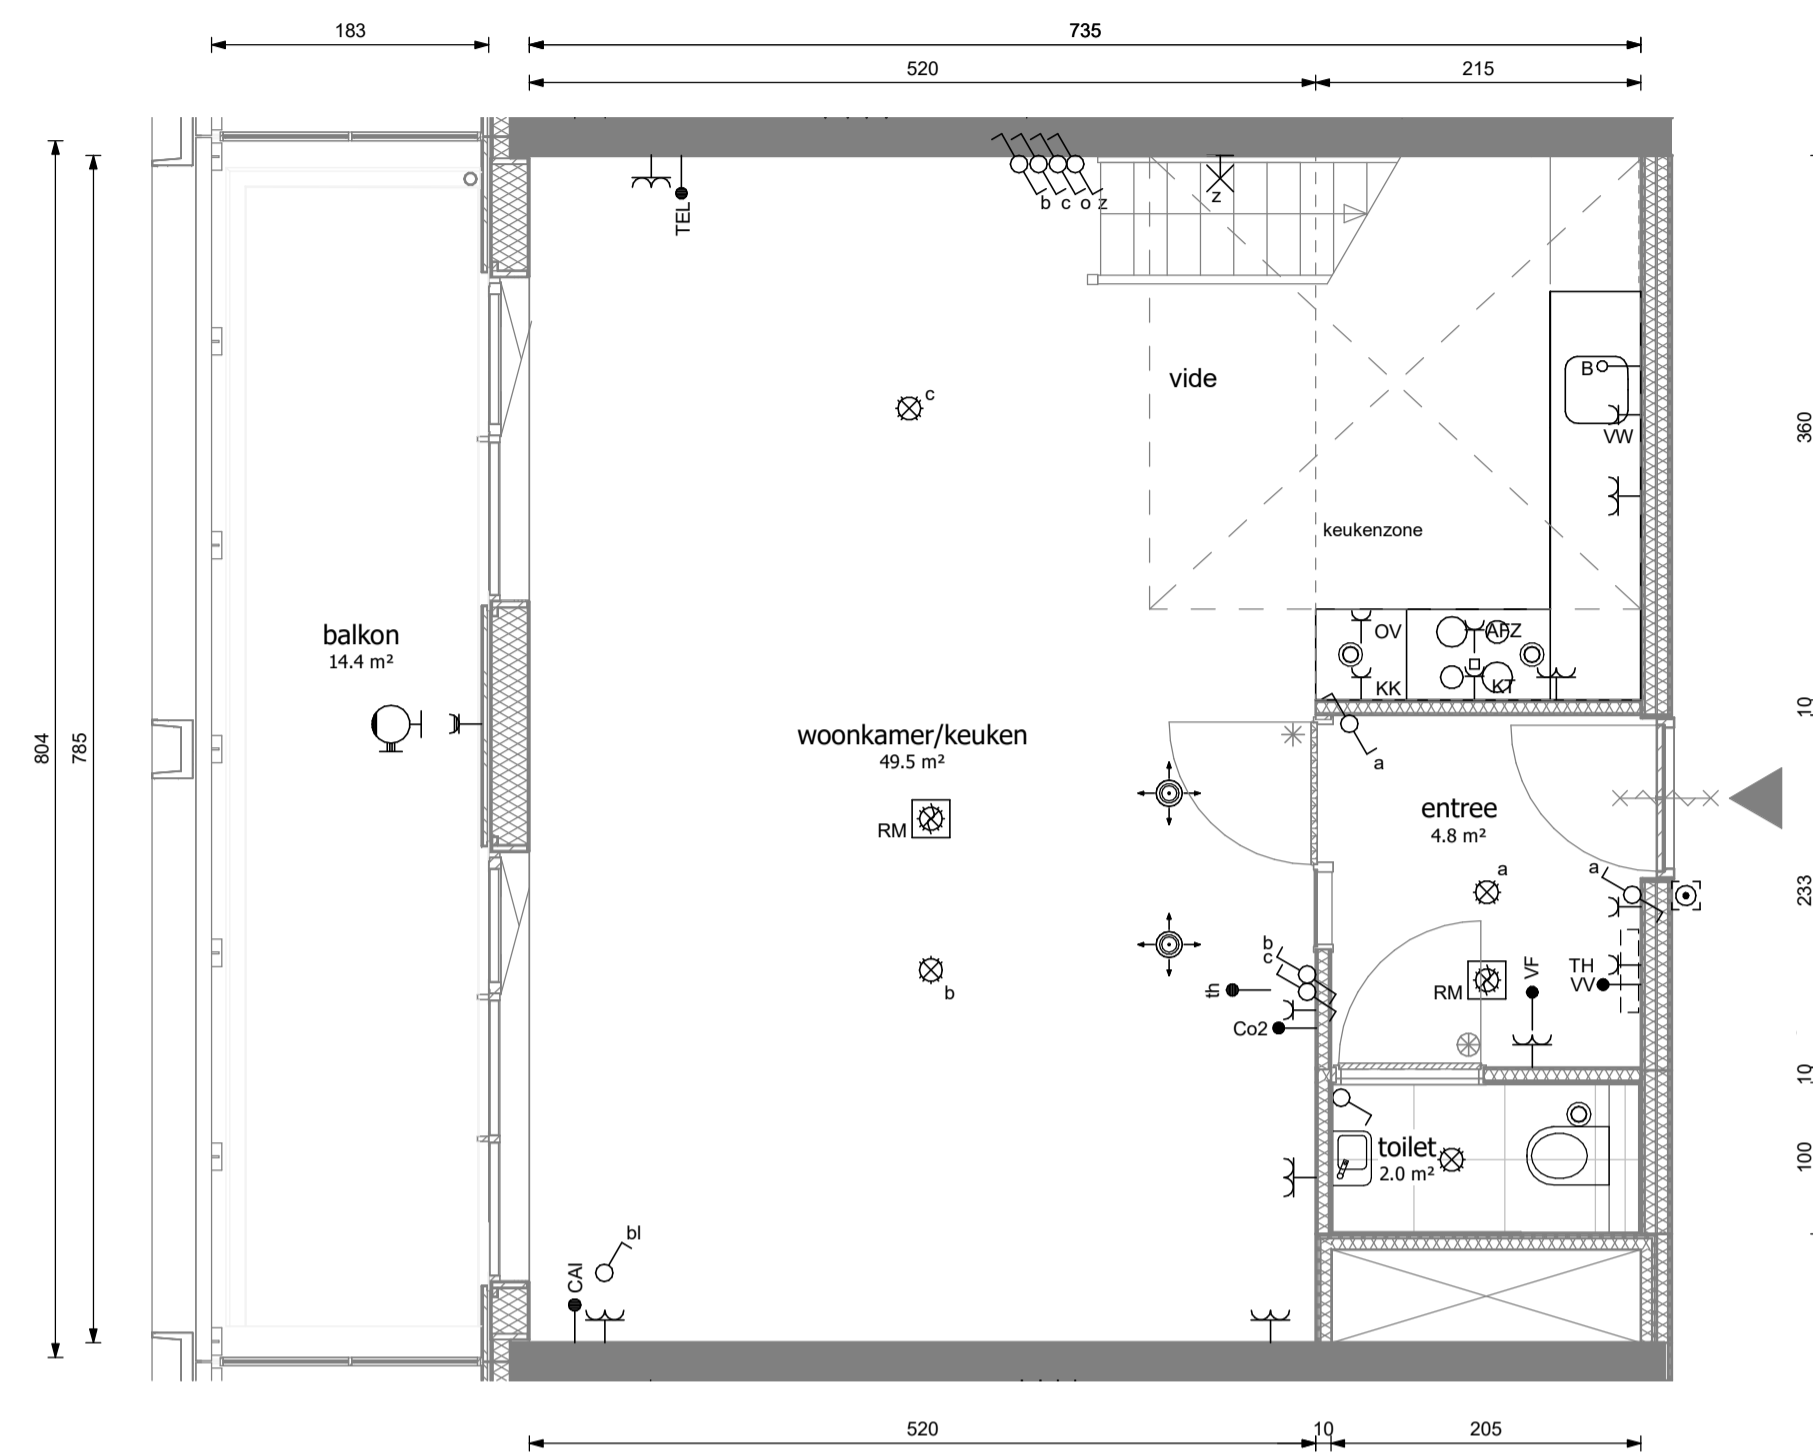 183
735
520
215
b c o z
z
TEL
B
VW
c
vide
360
keukenzone
OV
AFZ
KK
KT
balkon
14.4 m²
804
785
10
woonkamer/keuken
49.5 m²
a
entree
4.8 m²
RM
a
a
233
b
c
b
th
Co2
RM
VF
TH
VV
10
toilet
2.0 m²
100
bl
CAI
520
10
205